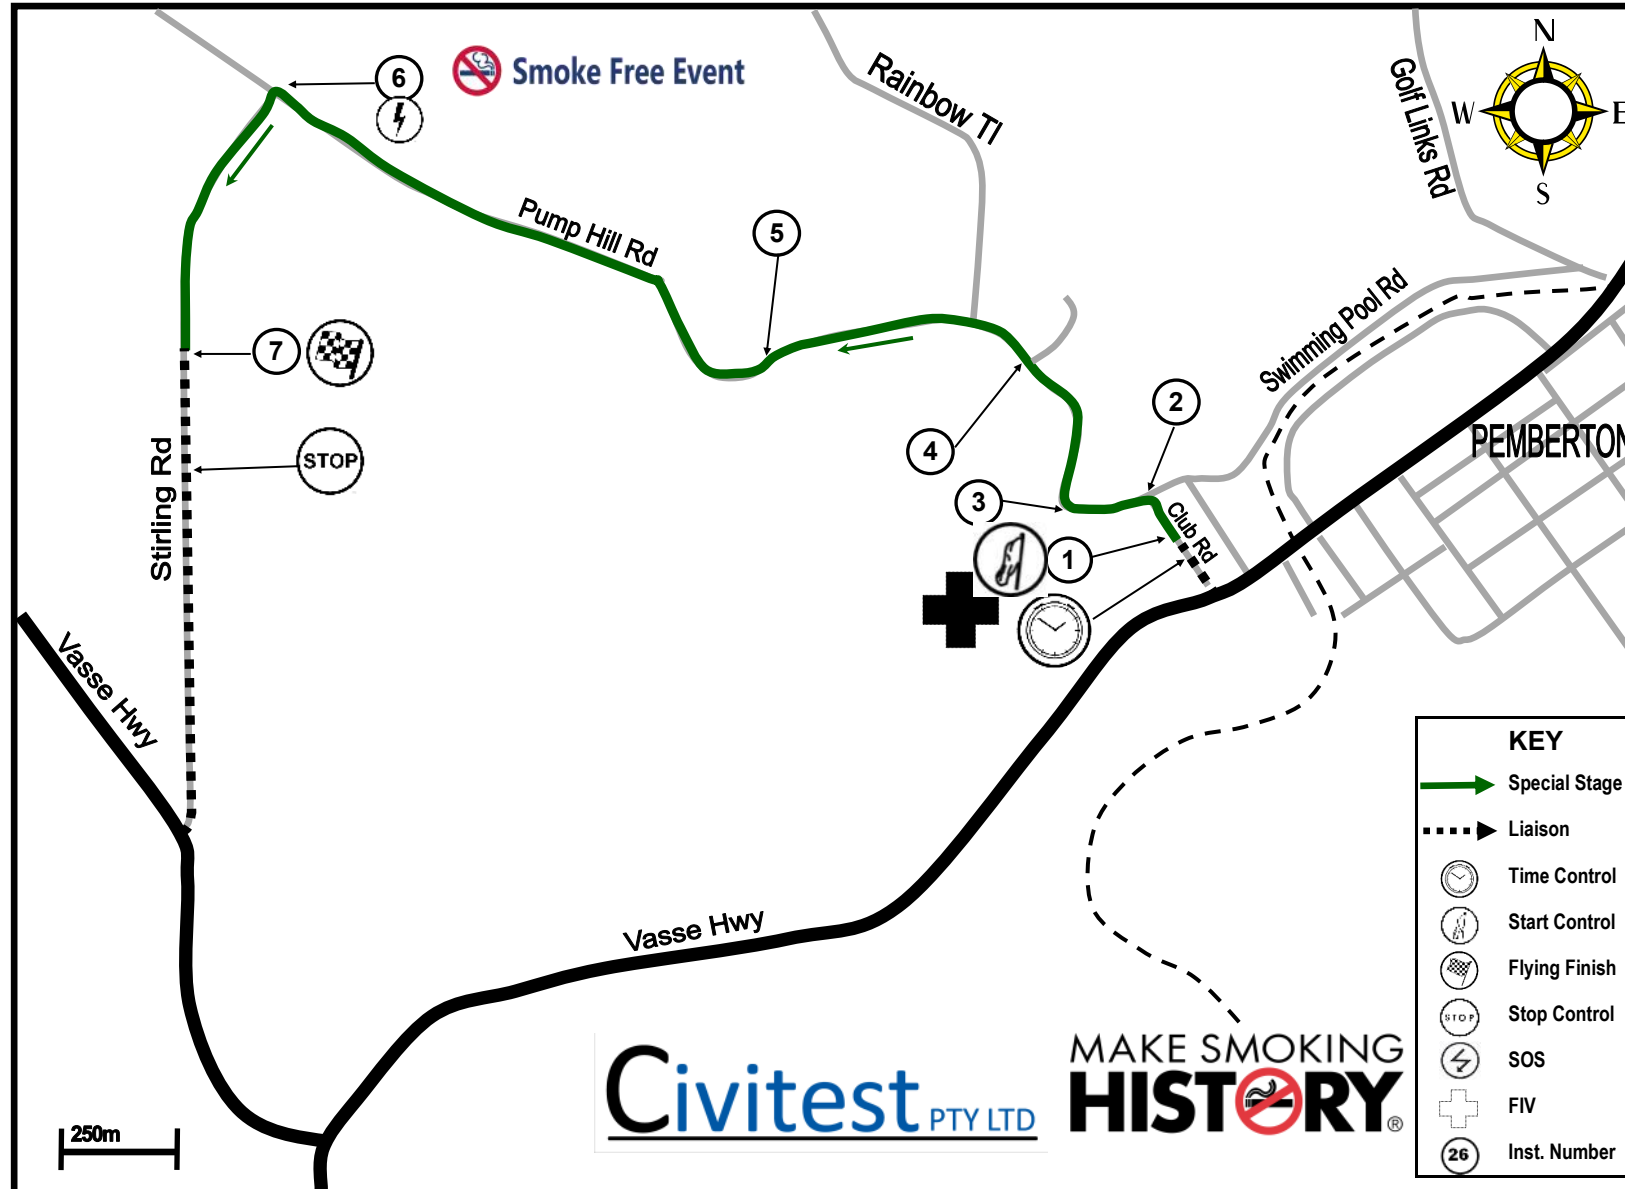 N
W
E
S
6
Smoke Free Event
Rainbow Tl
Golf Links Rd
Pump Hill Rd
5
Swimming Pool Rd
7
2
4
PEMBERTON
STOP
3
Club Rd
1
Stirling Rd
Vasse Hwy
Vasse Hwy
250m
Civitest PTY LTD
MAKE SMOKING
HISTORY®
KEY
Special Stage
Liaison
Time Control
Start Control
Flying Finish
STOP
Stop Control
SOS
FIV
26
Inst. Number